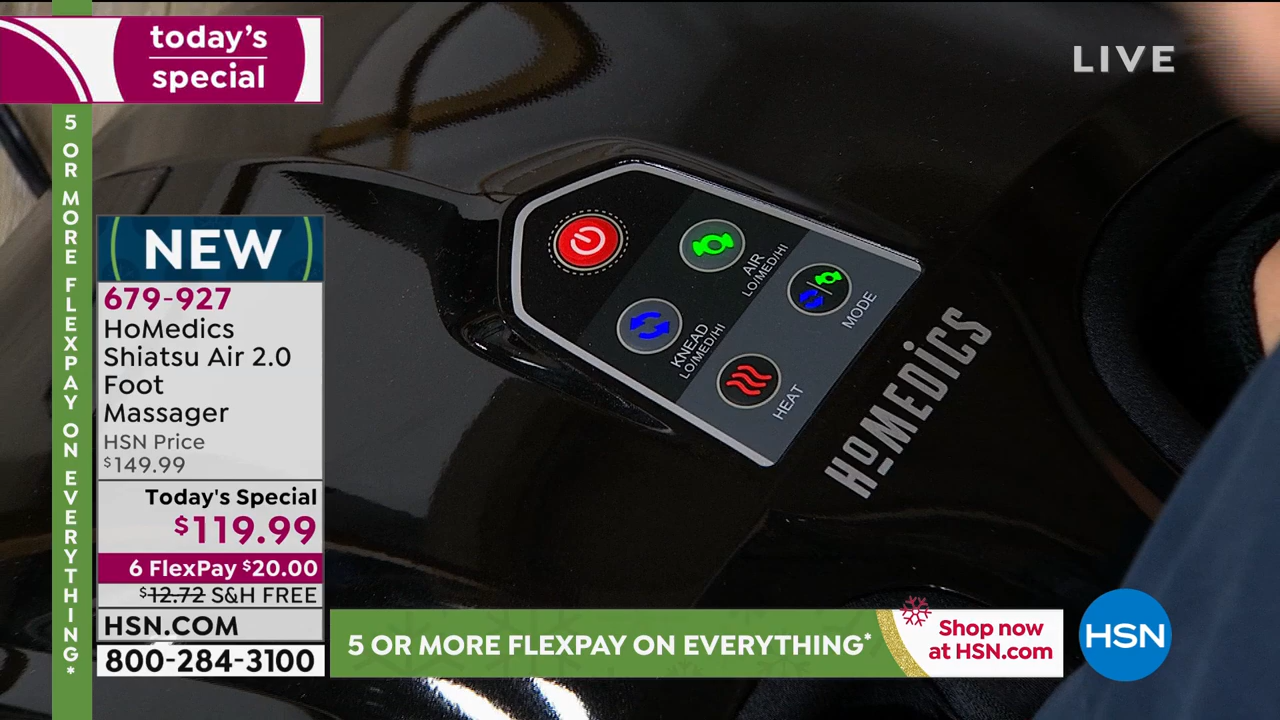 today's
special
LIVE
5 OR MORE FLEXPAY ON EVERYTHING*
NEW
679-927
HoMedics
Shiatsu Air 2.0
Foot
Massager
HSN Price
$149.99
Today's Special
$119.99
6 FlexPay $20.00
$12.72 S&H FREE
HSN.COM
800-284-3100
AIR
LO/MED/HI
MODE
KNEAD
LO/MED/HI
HEAT
HoMEDICS
5 OR MORE FLEXPAY ON EVERYTHING*
Shop now
at HSN.com
HSN